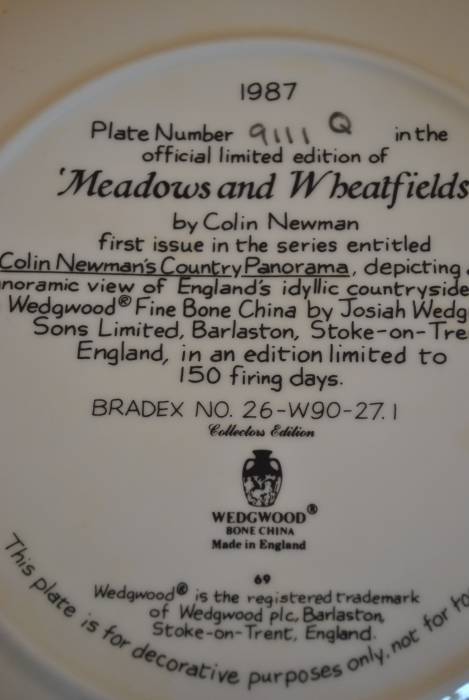 1987
Plate Number 9111 Q in the
official limited edition of
'Meadows and Wheatfields
by Colin Newman
first issue in the series entitled
Colin Newman's Country Panorama, depicting
noramic view of England's idyllic countryside
Wedgwood® Fine Bone China by Josiah Wedg
Sons Limited, Barlaston, Stoke-on-Tre
England, in an edition limited to
150 firing days.
BRADEX NO. 26-W90-27.1
Collectors Edition
WEDGWOOD®
BONE CHINA
Made in England
69
Wedgwood® is the registered trademark
of Wedgwood plc, Barlaston,
Stoke-on-Trent, England.
This plate is for decorative purposes only, not for